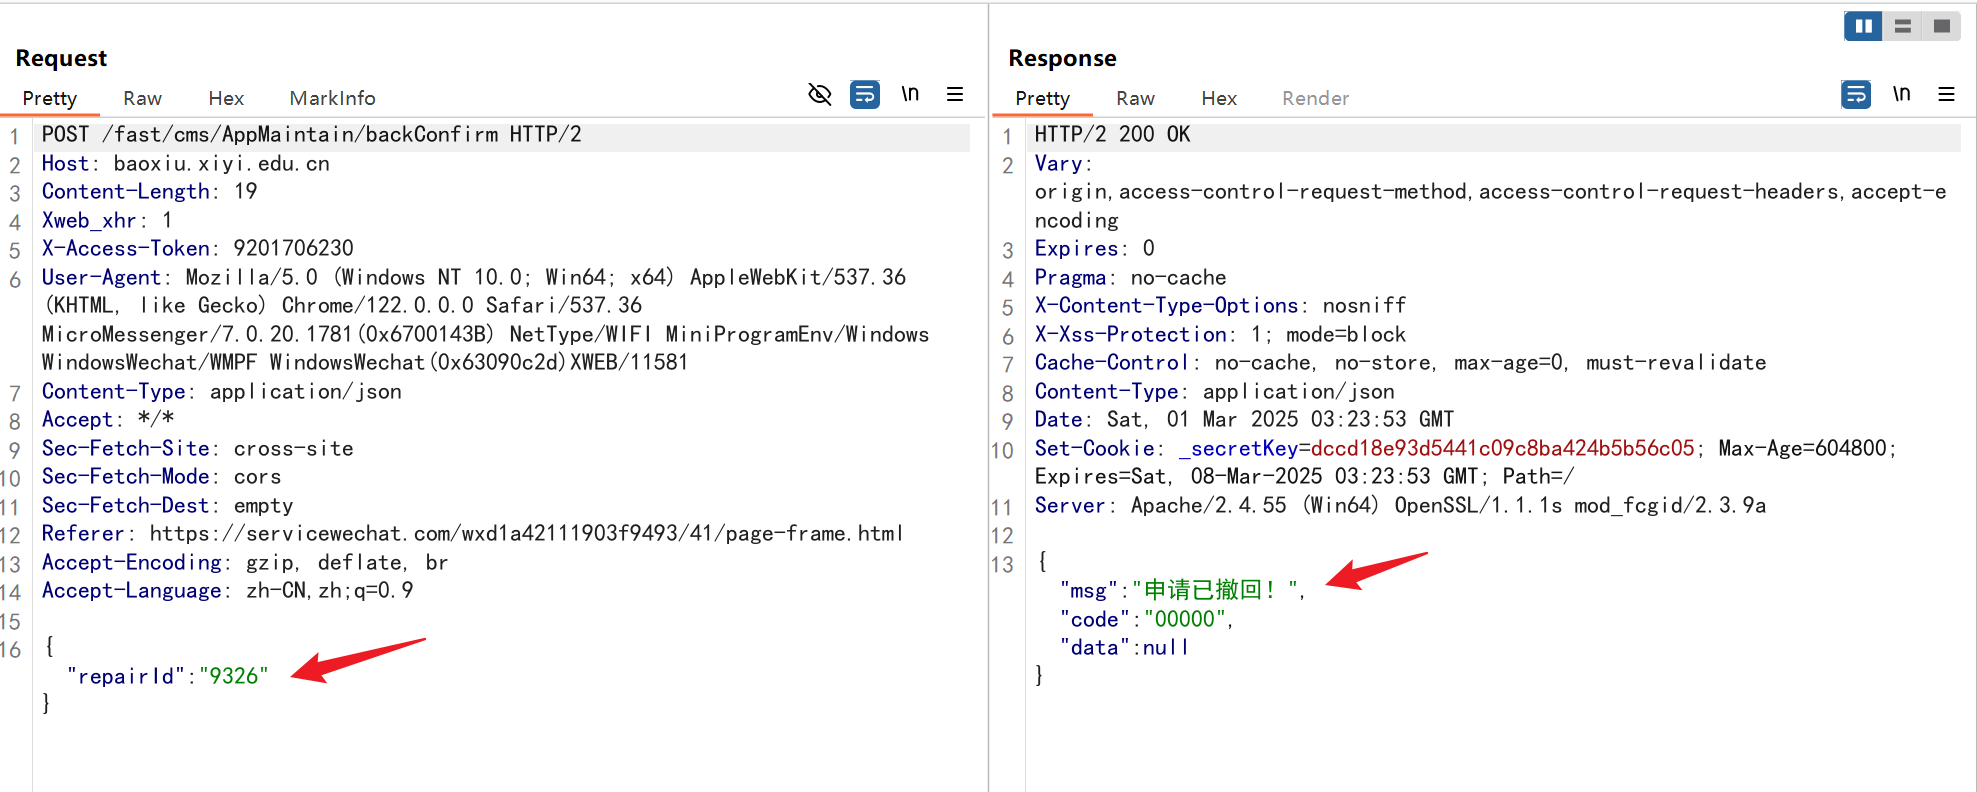 Request
Pretty Raw Hex MarkInfo \n
1 POST /fast/cms/AppMaintain/backConfirm HTTP/2
2 Host: baoxiu.xiyi.edu.cn
3 Content-Length: 19
4 Xweb_xhr: 1
5 X-Access-Token: 9201706230
6 User-Agent: Mozilla/5.0 (Windows NT 10.0; Win64; x64) AppleWebKit/537.36
(KHTML, like Gecko) Chrome/122.0.0.0 Safari/537.36
MicroMessenger/7.0.20.1781(0x6700143B) NetType/WIFI MiniProgramEnv/Windows
WindowsWechat/WMPF WindowsWechat(0x63090c2d)XWEB/11581
7 Content-Type: application/json
8 Accept: */*
9 Sec-Fetch-Site: cross-site
10 Sec-Fetch-Mode: cors
11 Sec-Fetch-Dest: empty
12 Referer: https://servicewechat.com/wxd1a42111903f9493/41/page-frame.html
13 Accept-Encoding: gzip, deflate, br
14 Accept-Language: zh-CN,zh;q=0.9
15
16 {
"repairId":"9326"
}
Response
Pretty Raw Hex Render \n
1 HTTP/2 200 OK
2 Vary:
origin,access-control-request-method,access-control-request-headers,accept-e
ncoding
3 Expires: 0
4 Pragma: no-cache
5 X-Content-Type-Options: nosniff
6 X-Xss-Protection: 1; mode=block
7 Cache-Control: no-cache, no-store, max-age=0, must-revalidate
8 Content-Type: application/json
9 Date: Sat, 01 Mar 2025 03:23:53 GMT
10 Set-Cookie: _secretKey=dccd18e93d5441c09c8ba424b5b56c05; Max-Age=604800;
Expires=Sat, 08-Mar-2025 03:23:53 GMT; Path=/
11 Server: Apache/2.4.55 (Win64) OpenSSL/1.1.1s mod_fcgid/2.3.9a
12
13 {
"msg":"申请已撤回！",
"code":"00000",
"data":null
}